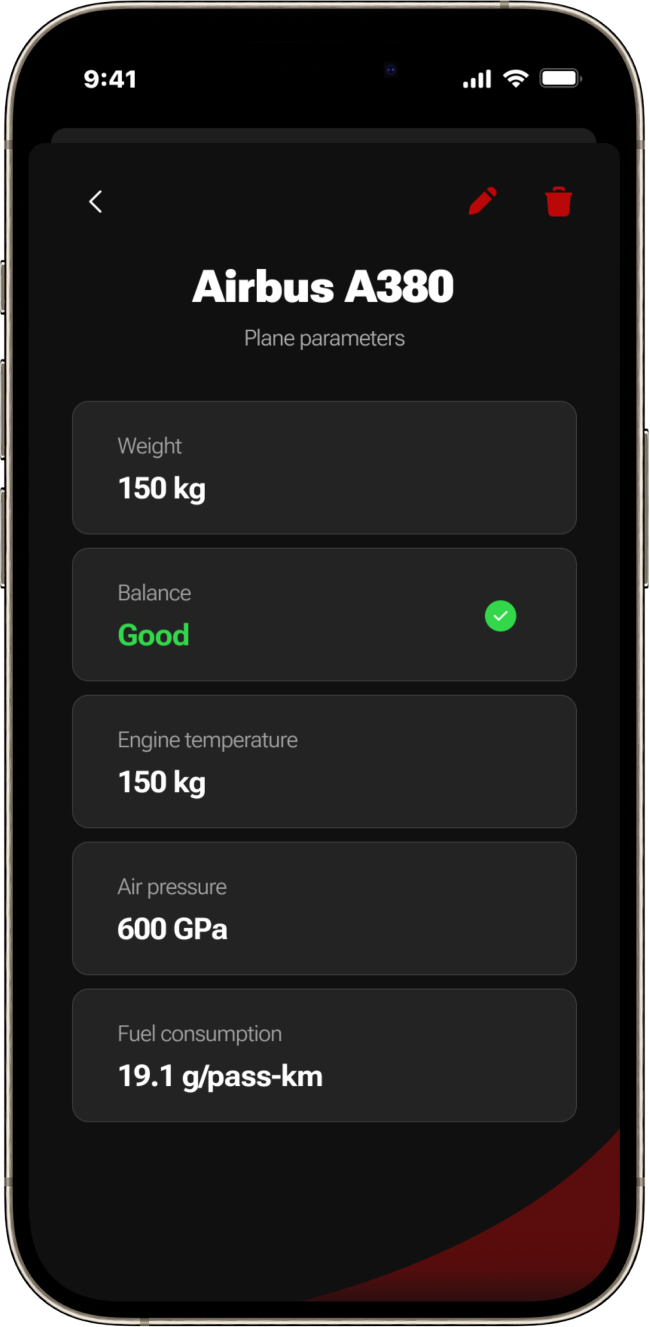 9:41
Airbus A380
Plane parameters
Weight
150 kg
Balance
Good
Engine temperature
150 kg
Air pressure
600 GPa
Fuel consumption
19.1 g/pass-km